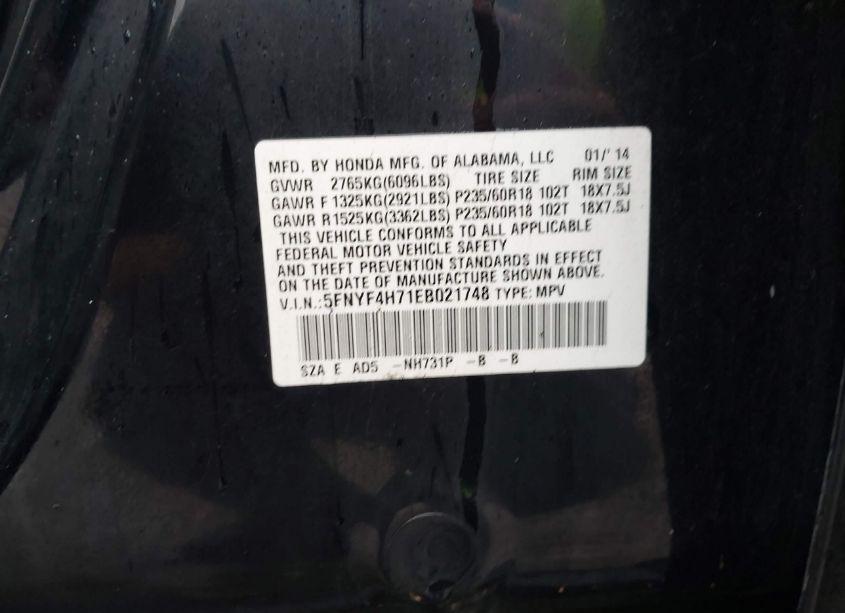 MFD. BY HONDA MFG. OF ALABAMA, LLC 01/'14
GVWR 2765KG(6096LBS) TIRE SIZE RIM SIZE
GAWR F 1325KG(2921LBS) P235/60R18 102T 18X7.5J
GAWR R1525KG(3362LBS) P235/60R18 102T 18X7.5J
THIS VEHICLE CONFORMS TO ALL APPLICABLE
FEDERAL MOTOR VEHICLE SAFETY
AND THEFT PREVENTION STANDARDS IN EFFECT
ON THE DATE OF MANUFACTURE SHOWN ABOVE.
V.I.N.:5FNYF4H71EB021748 TYPE: MPV
SZA E AD5 -NH731P -B -B